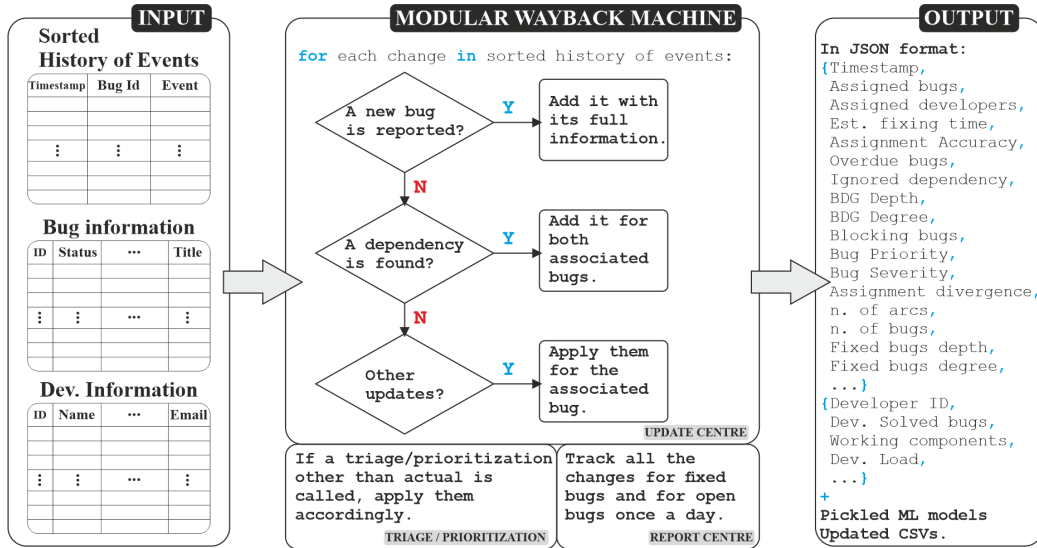 INPUT
Sorted
History of Events
Timestamp Bug Id Event
Bug information
ID Status ... Title
Dev. Information
ID Name ... Email
MODULAR WAYBACK MACHINE
for each change in sorted history of events:
A new bug
is reported?
Y
Add it with
its full
information.
N
A dependency
is found?
Y
Add it for
both
associated
bugs.
N
Other
updates?
Y
Apply them
for the
associated
bug.
UPDATE CENTRE
If a triage/prioritization
other than actual is
called, apply them
accordingly.
TRIAGE / PRIORITIZATION
Track all the
changes for fixed
bugs and for open
bugs once a day.
REPORT CENTRE
OUTPUT
In JSON format:
{Timestamp,
Assigned bugs,
Assigned developers,
Est. fixing time,
Assignment Accuracy,
Overdue bugs,
Ignored dependency,
BDG Depth,
BDG Degree,
Blocking bugs,
Bug Priority,
Bug Severity,
Assignment divergence,
n. of arcs,
n. of bugs,
Fixed bugs depth,
Fixed bugs degree,
...}
{Developer ID,
Dev. Solved bugs,
Working components,
Dev. Load,
...}
+
Pickled ML models
Updated CSVs.